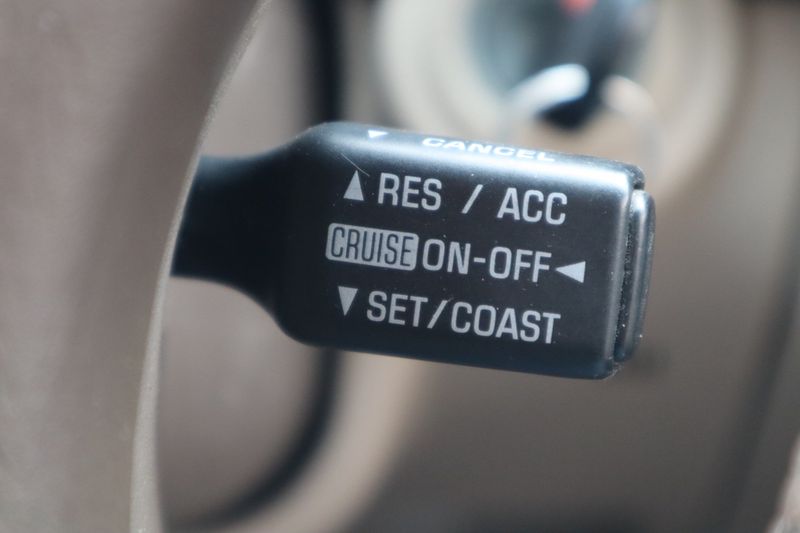 ▼ CANCEL
▲ RES / ACC
CRUISE ON-OFF ◀
▼ SET/COAST